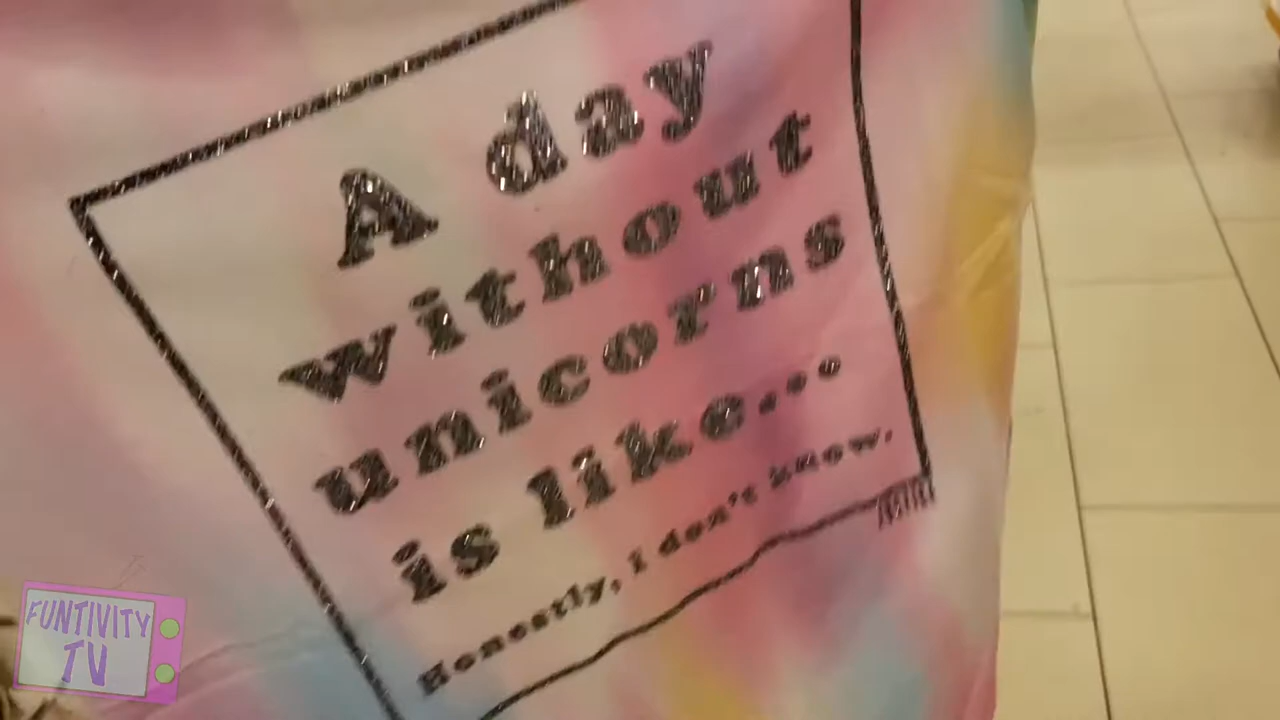 A day
without
unicorns
is like...
Honestly, I don't know.
FUNTIVITY
TV